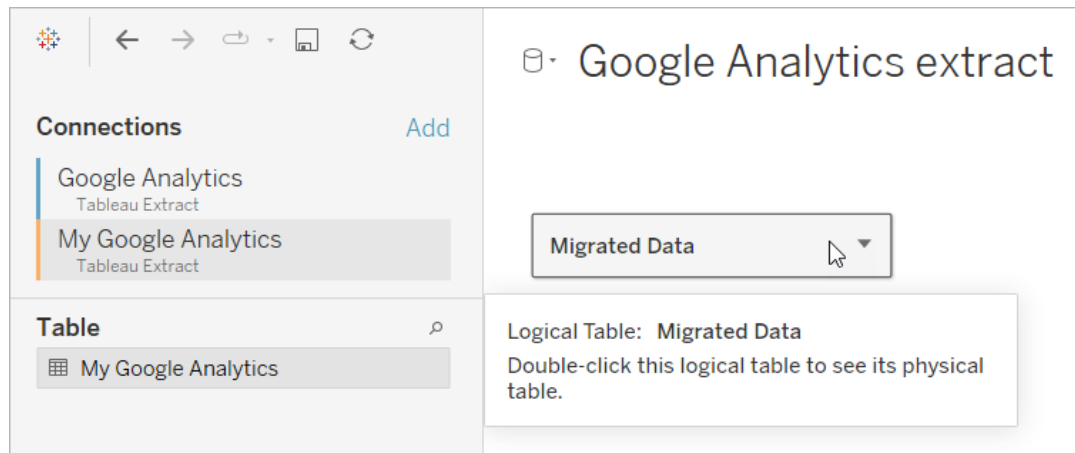 Google Analytics extract
Connections
Add
Google Analytics
Tableau Extract
My Google Analytics
Tableau Extract
Migrated Data
Table
My Google Analytics
Logical Table: Migrated Data
Double-click this logical table to see its physical
table.